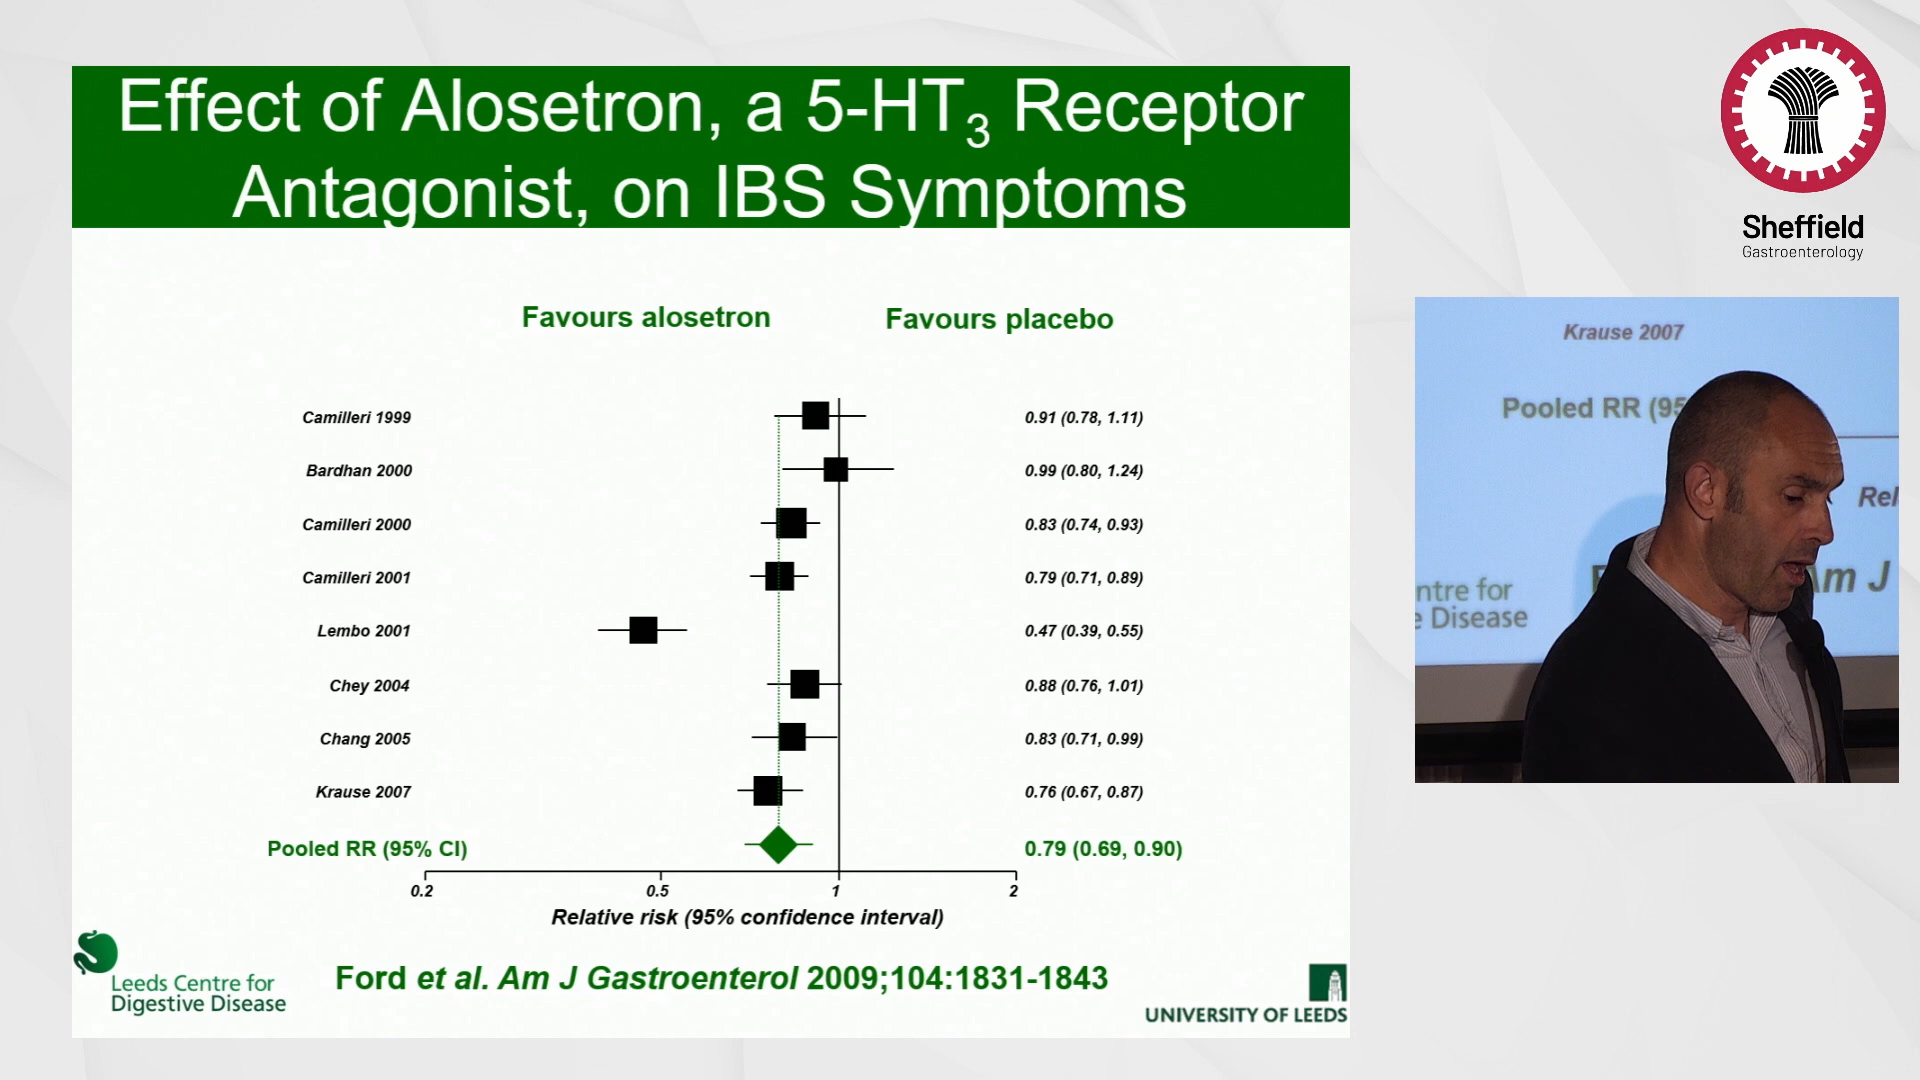 Effect of Alosetron, a 5-HT3 Receptor
Antagonist, on IBS Symptoms
Favours alosetron
Favours placebo
Camilleri 1999
0.91 (0.78, 1.11)
Bardhan 2000
0.99 (0.80, 1.24)
Camilleri 2000
0.83 (0.74, 0.93)
Camilleri 2001
0.79 (0.71, 0.89)
Lembo 2001
0.47 (0.39, 0.55)
Chey 2004
0.88 (0.76, 1.01)
Chang 2005
0.83 (0.71, 0.99)
Krause 2007
0.76 (0.67, 0.87)
Pooled RR (95% CI)
0.79 (0.69, 0.90)
0.2
0.5
1
2
Relative risk (95% confidence interval)
Ford et al. Am J Gastroenterol 2009;104:1831-1843
Leeds Centre for
Digestive Disease
UNIVERSITY OF LEEDS
Sheffield
Gastroenterology
Krause 2007
Pooled RR (95
Rel
Am J
ntre for
e Disease